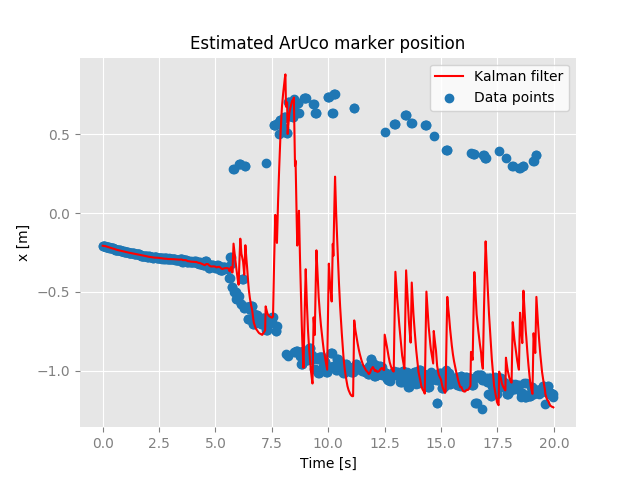 Estimated ArUco marker position
Kalman filter
Data points
x [m]
0.5
0.0
−0.5
−1.0
0.0 2.5 5.0 7.5 10.0 12.5 15.0 17.5 20.0
Time [s]